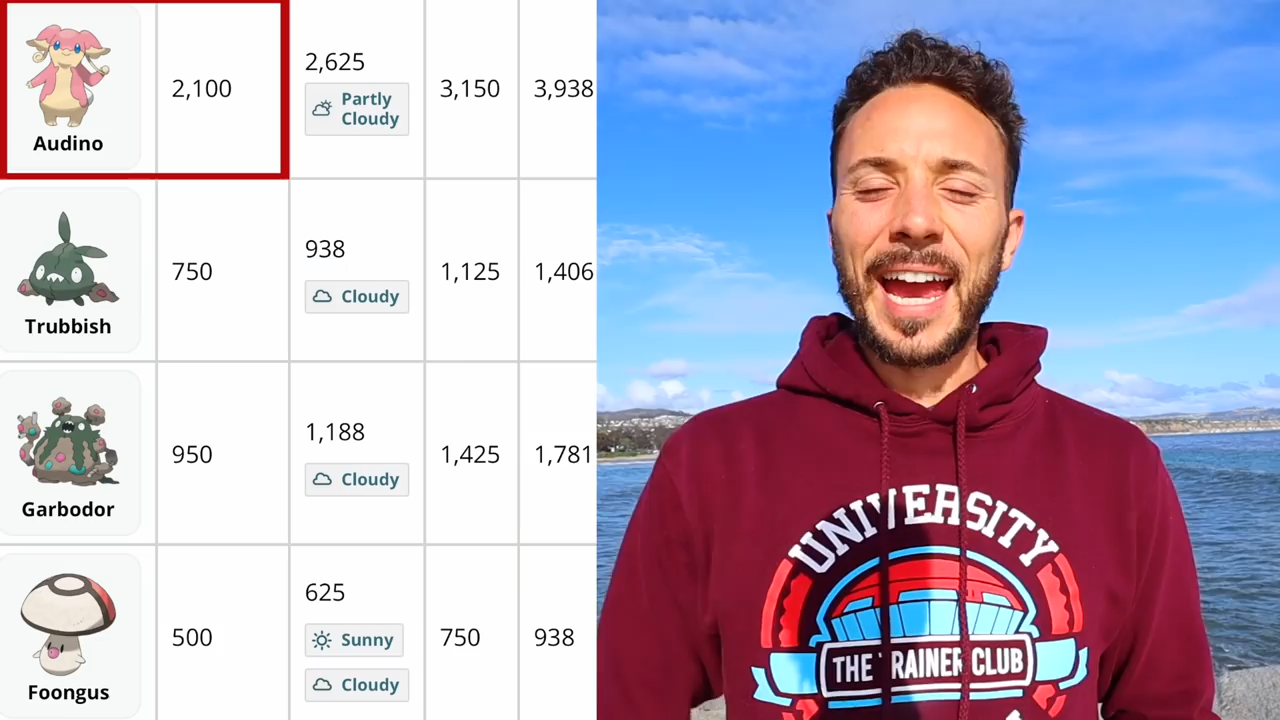 Audino
2,100
2,625
Partly
Cloudy
3,150
3,938
Trubbish
750
938
Cloudy
1,125
1,406
Garbodor
950
1,188
Cloudy
1,425
1,781
Foongus
500
625
Sunny
Cloudy
750
938
UNIVERSITY
THE TRAINER CLUB